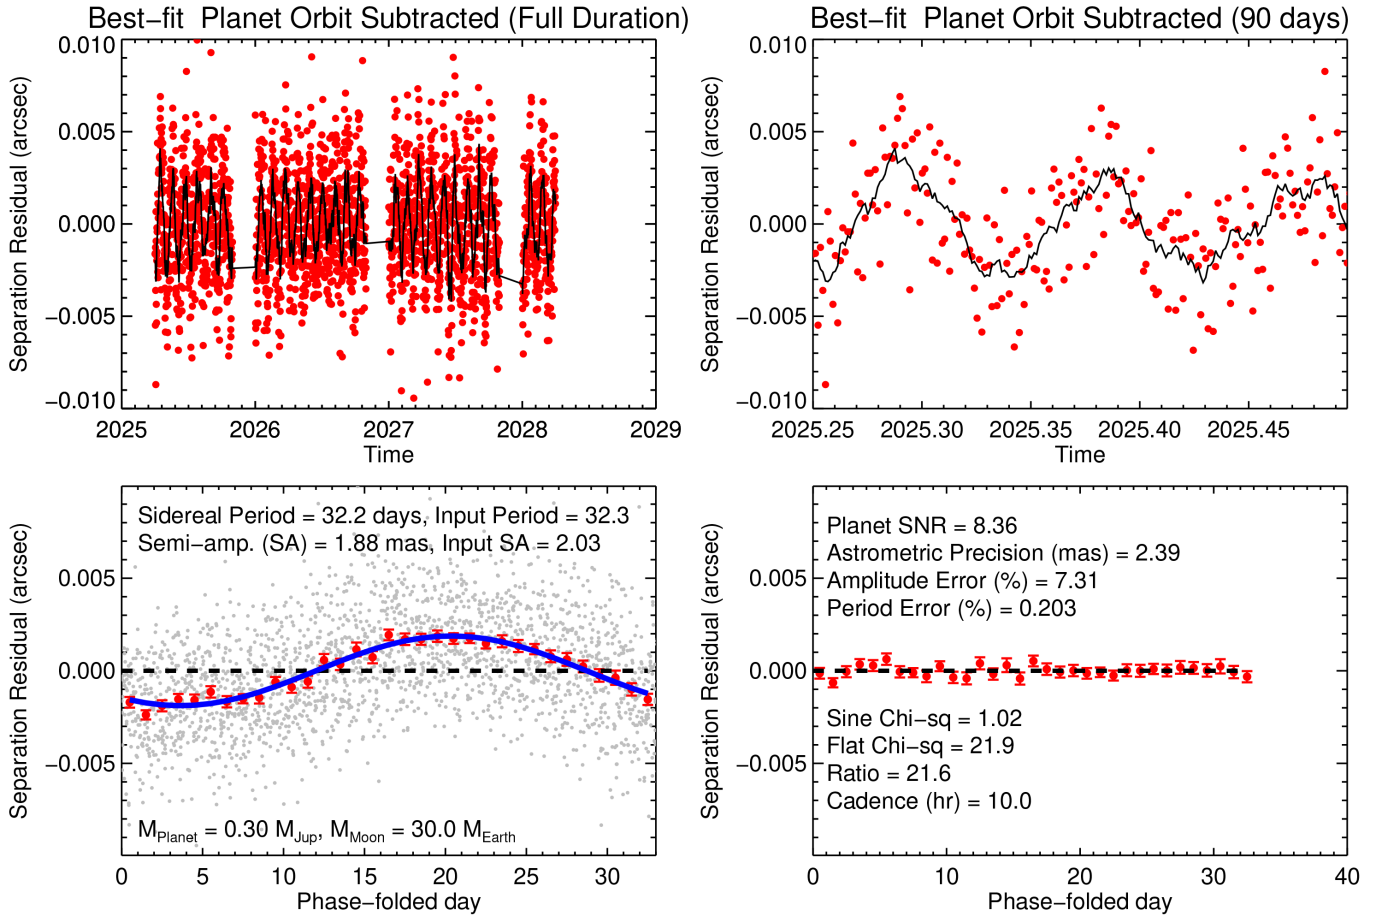 Best−fit Planet Orbit Subtracted (Full Duration)
Separation Residual (arcsec)
0.010
0.005
0.000
−0.005
−0.010
2025 2026 2027 2028 2029
Time
Best−fit Planet Orbit Subtracted (90 days)
Separation Residual (arcsec)
0.010
0.005
0.000
−0.005
−0.010
2025.25 2025.30 2025.35 2025.40 2025.45
Time
Separation Residual (arcsec)
0.005
0.000
−0.005
Sidereal Period = 32.2 days, Input Period = 32.3
Semi−amp. (SA) = 1.88 mas, Input SA = 2.03
MPlanet = 0.30 MJup, MMoon = 30.0 MEarth
0 5 10 15 20 25 30
Phase−folded day
Separation Residual (arcsec)
0.005
0.000
−0.005
Planet SNR = 8.36
Astrometric Precision (mas) = 2.39
Amplitude Error (%) = 7.31
Period Error (%) = 0.203
Sine Chi−sq = 1.02
Flat Chi−sq = 21.9
Ratio = 21.6
Cadence (hr) = 10.0
0 10 20 30 40
Phase−folded day